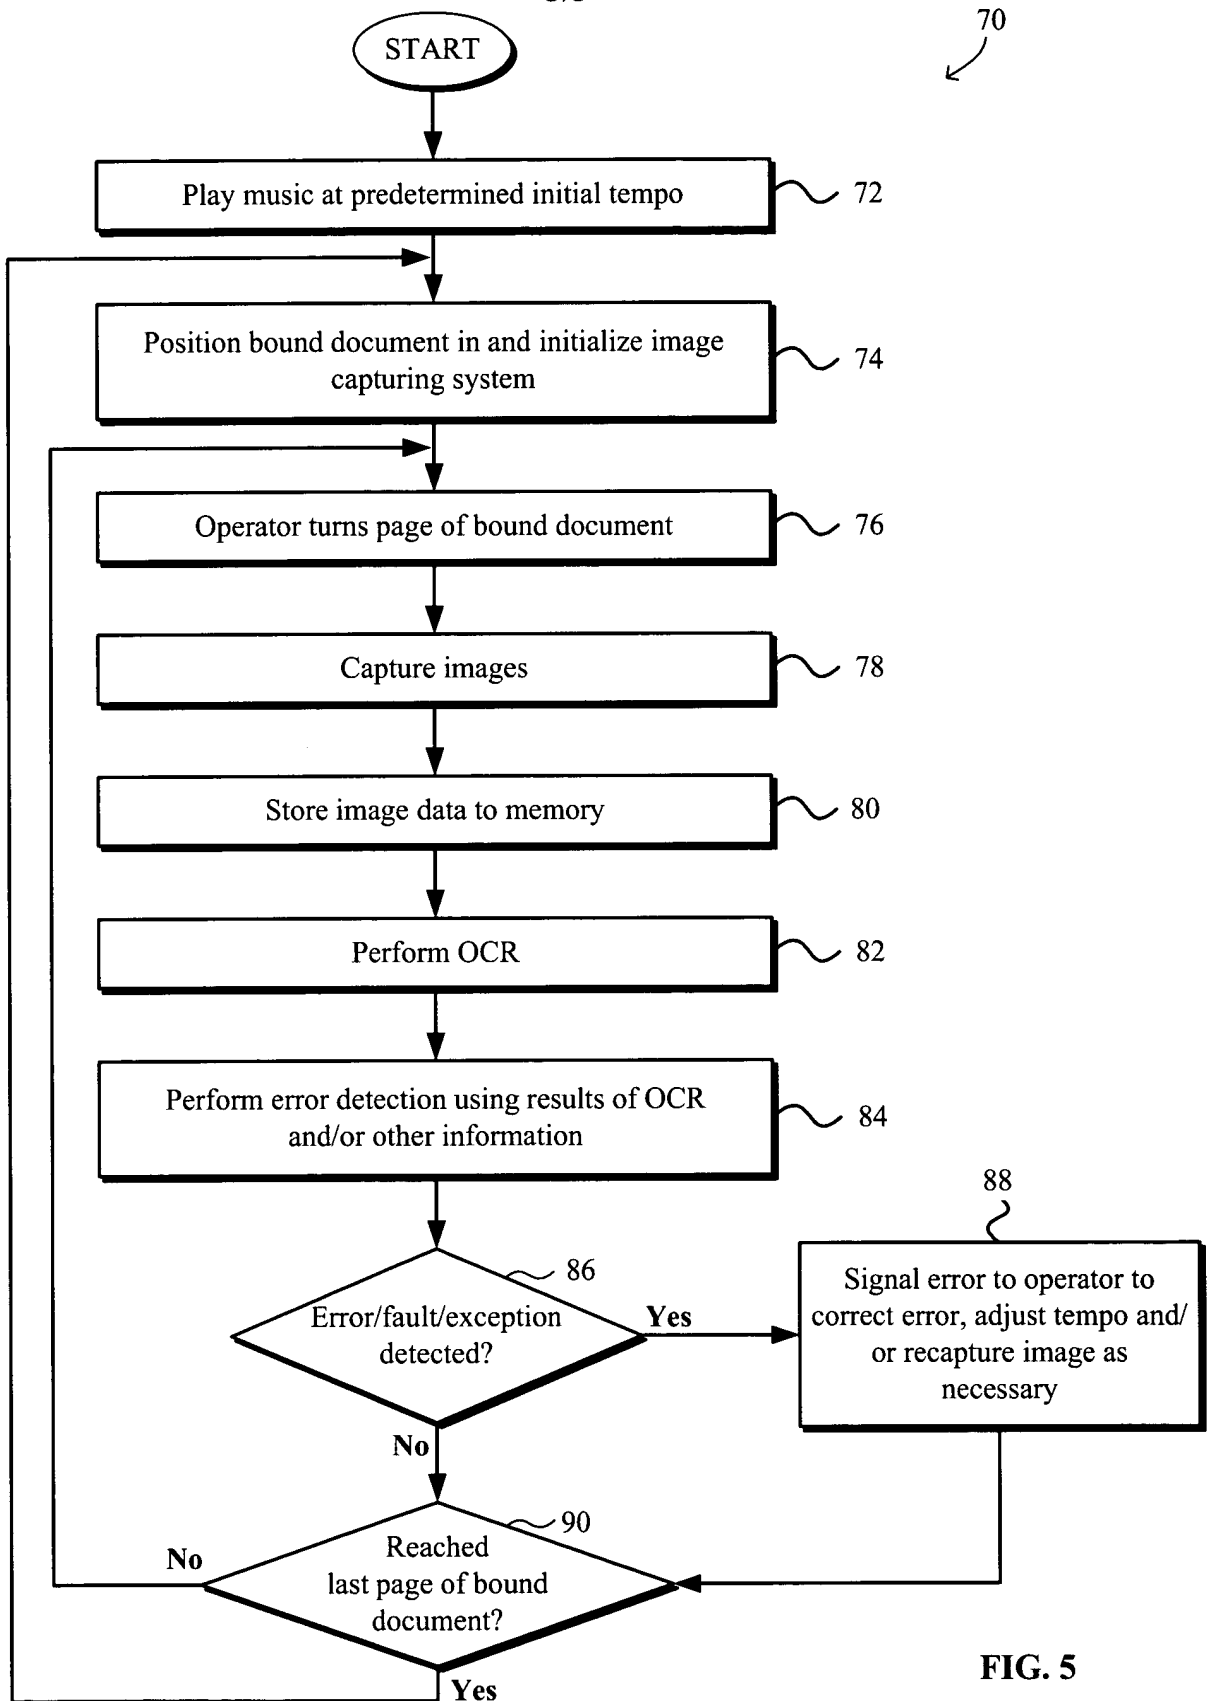 70
START
Play music at predetermined initial tempo
72
Position bound document in and initialize image
capturing system
74
Operator turns page of bound document
76
Capture images
78
Store image data to memory
80
Perform OCR
82
Perform error detection using results of OCR
and/or other information
84
88
86
Error/fault/exception
detected?
Yes
Signal error to operator to
correct error, adjust tempo and/
or recapture image as
necessary
No
90
Reached
last page of bound
document?
No
Yes
FIG. 5